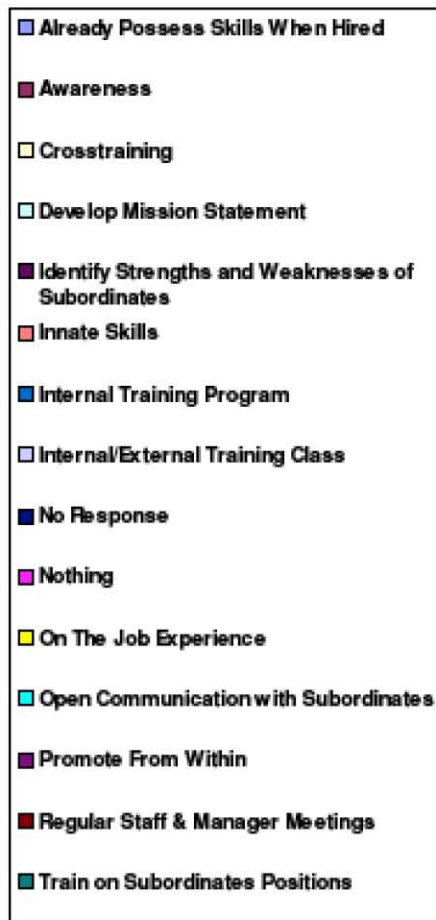 Already Possess Skills When Hired
Awareness
Crosstraining
Develop Mission Statement
Identify Strengths and Weaknesses of
Subordinates
Innate Skills
Internal Training Program
Internal/External Training Class
No Response
Nothing
On The Job Experience
Open Communication with Subordinates
Promote From Within
Regular Staff & Manager Meetings
Train on Subordinates Positions